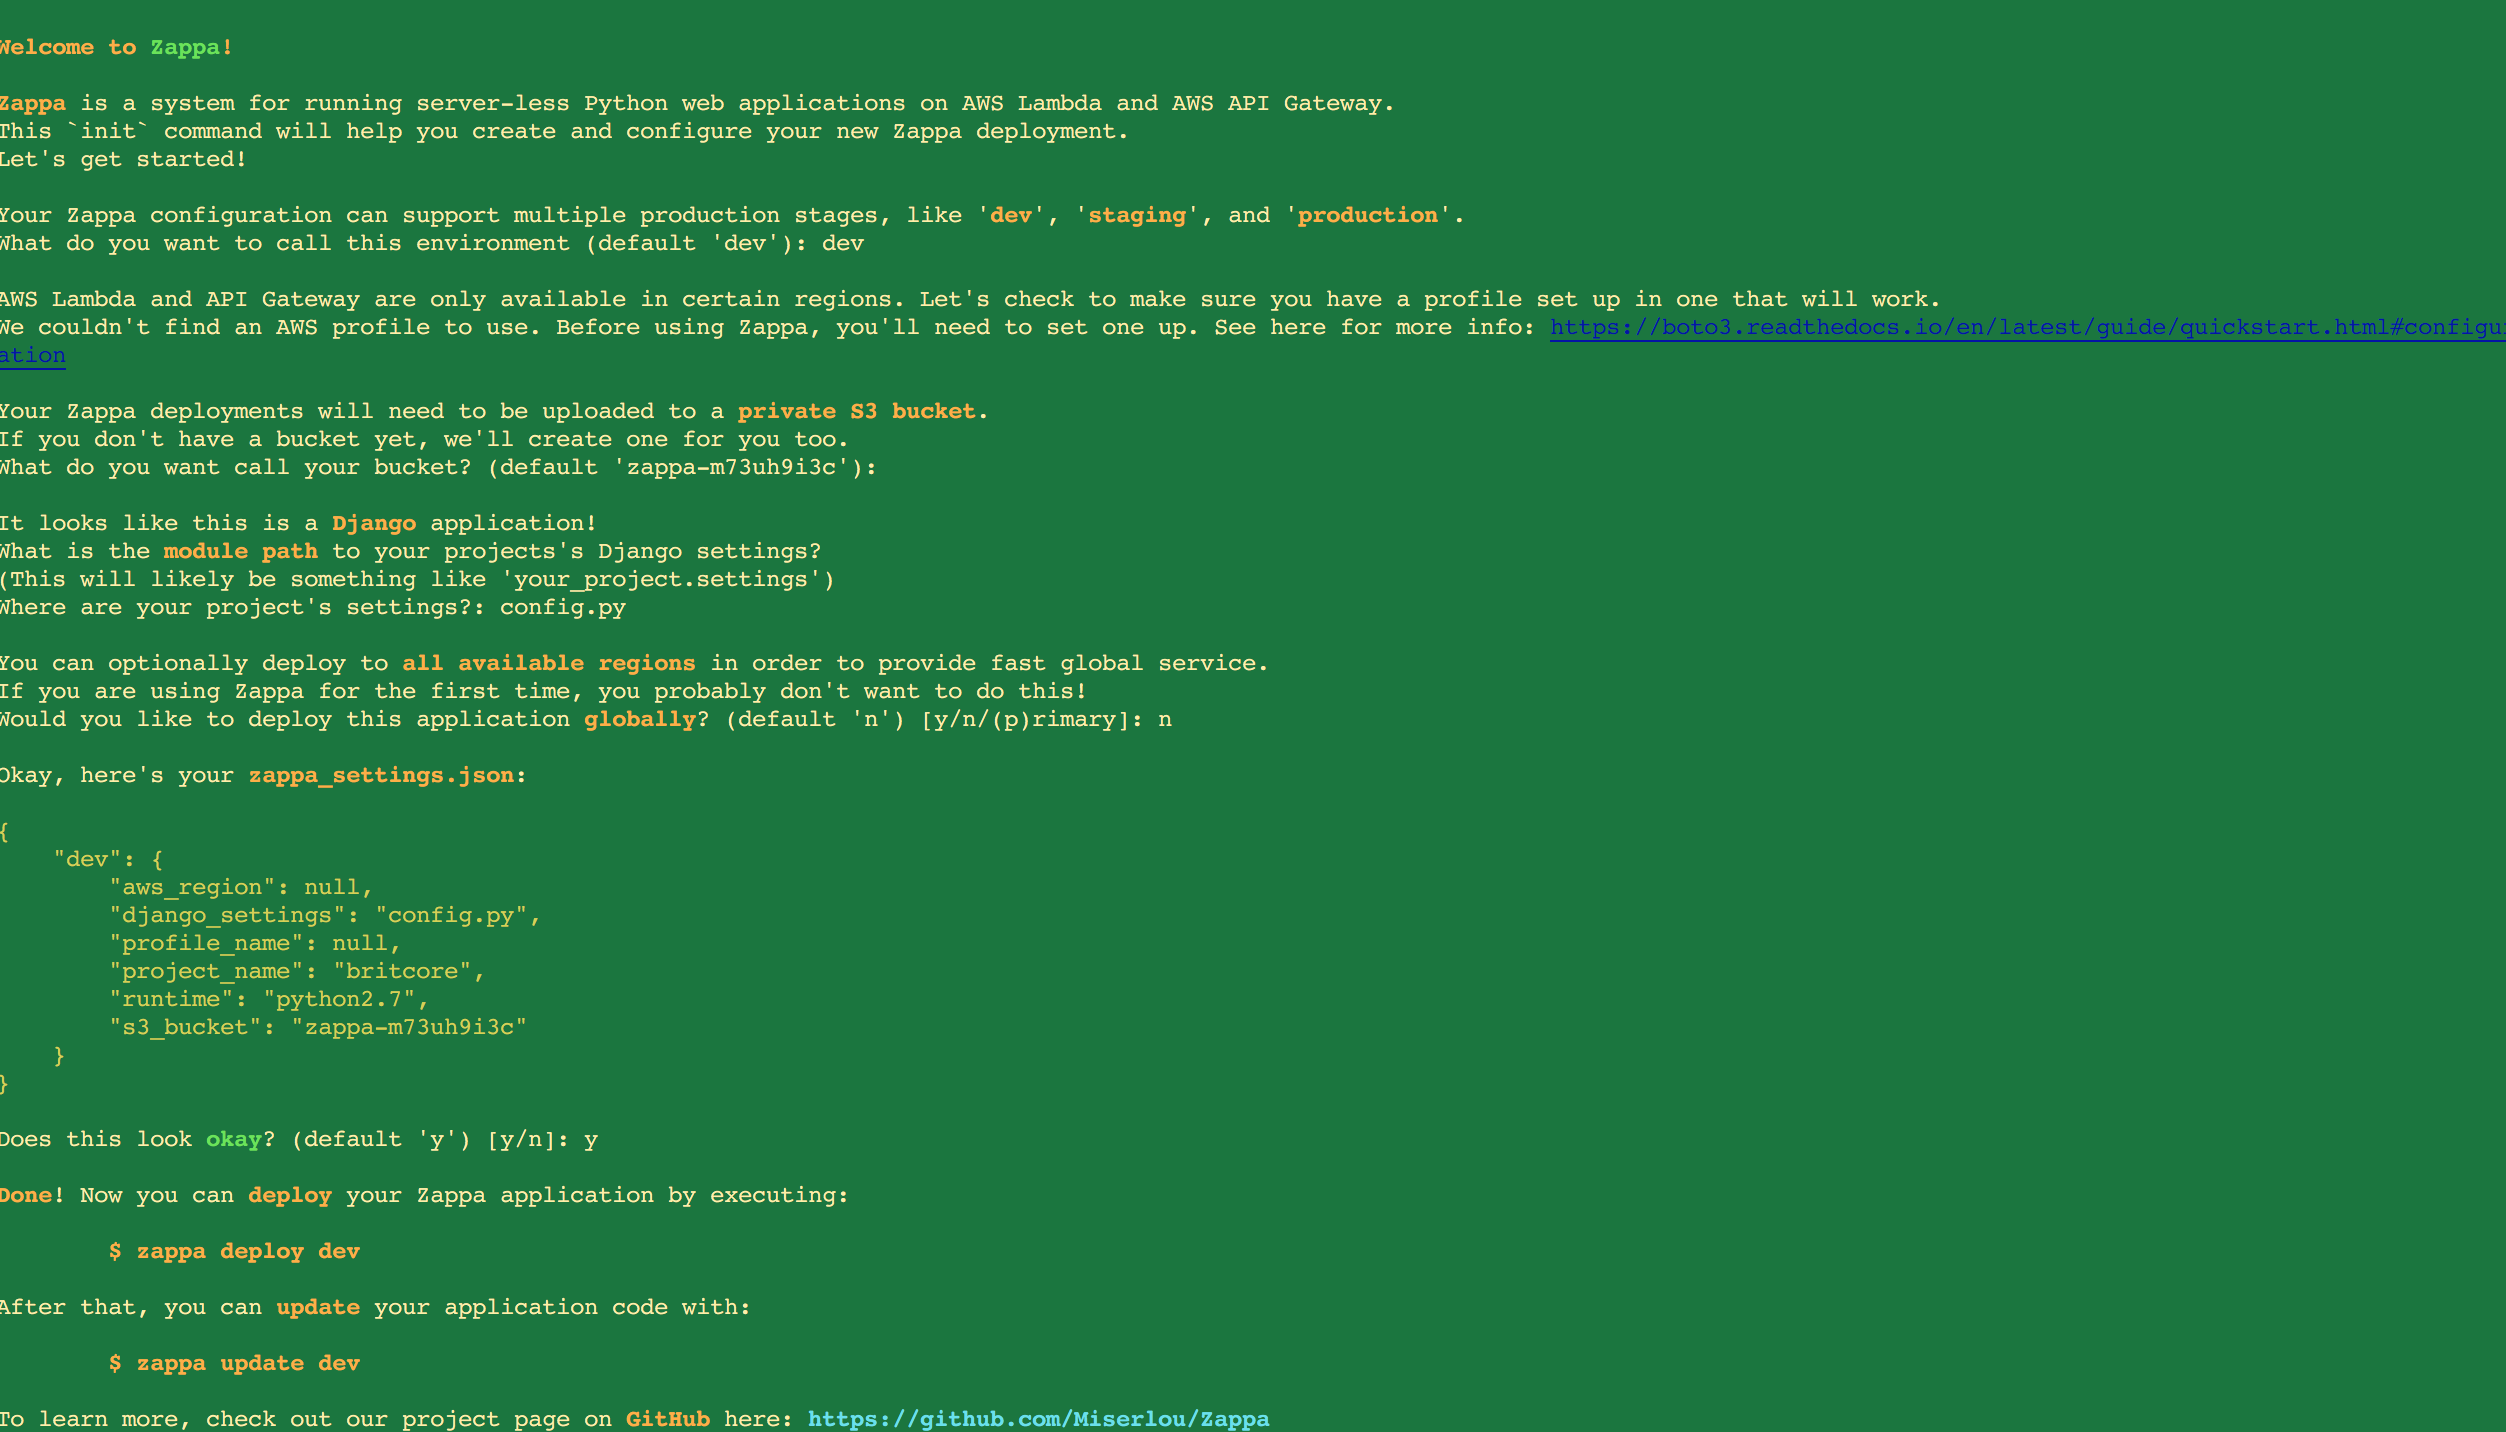 Welcome to Zappa!
Zappa is a system for running server-less Python web applications on AWS Lambda and AWS API Gateway.
This `init` command will help you create and configure your new Zappa deployment.
Let's get started!
Your Zappa configuration can support multiple production stages, like 'dev', 'staging', and 'production'.
What do you want to call this environment (default 'dev'): dev
AWS Lambda and API Gateway are only available in certain regions. Let's check to make sure you have a profile set up in one that will work.
We couldn't find an AWS profile to use. Before using Zappa, you'll need to set one up. See here for more info: https://boto3.readthedocs.io/en/latest/guide/quickstart.html#configur
ation
Your Zappa deployments will need to be uploaded to a private S3 bucket.
If you don't have a bucket yet, we'll create one for you too.
What do you want call your bucket? (default 'zappa-m73uh9i3c'):
It looks like this is a Django application!
What is the module path to your projects's Django settings?
(This will likely be something like 'your_project.settings')
Where are your project's settings?: config.py
You can optionally deploy to all available regions in order to provide fast global service.
If you are using Zappa for the first time, you probably don't want to do this!
Would you like to deploy this application globally? (default 'n') [y/n/(p)rimary]: n
Okay, here's your zappa_settings.json:
{
    "dev": {
        "aws_region": null,
        "django_settings": "config.py",
        "profile_name": null,
        "project_name": "britcore",
        "runtime": "python2.7",
        "s3_bucket": "zappa-m73uh9i3c"
    }
}
Does this look okay? (default 'y') [y/n]: y
Done! Now you can deploy your Zappa application by executing:
        $ zappa deploy dev
After that, you can update your application code with:
        $ zappa update dev
To learn more, check out our project page on GitHub here: https://github.com/Miserlou/Zappa